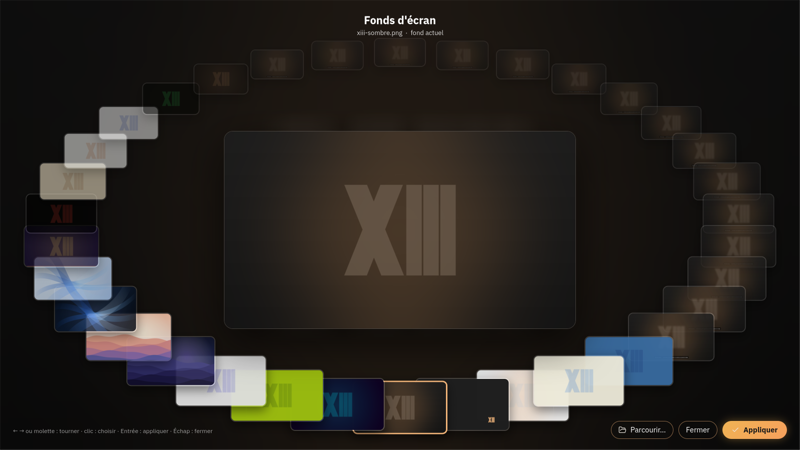 Fonds d'écran
xiii-sombre.png · fond actuel
XIII
← → ou molette : tourner · clic : choisir · Entrée : appliquer · Échap : fermer
Parcourir...
Fermer
Appliquer